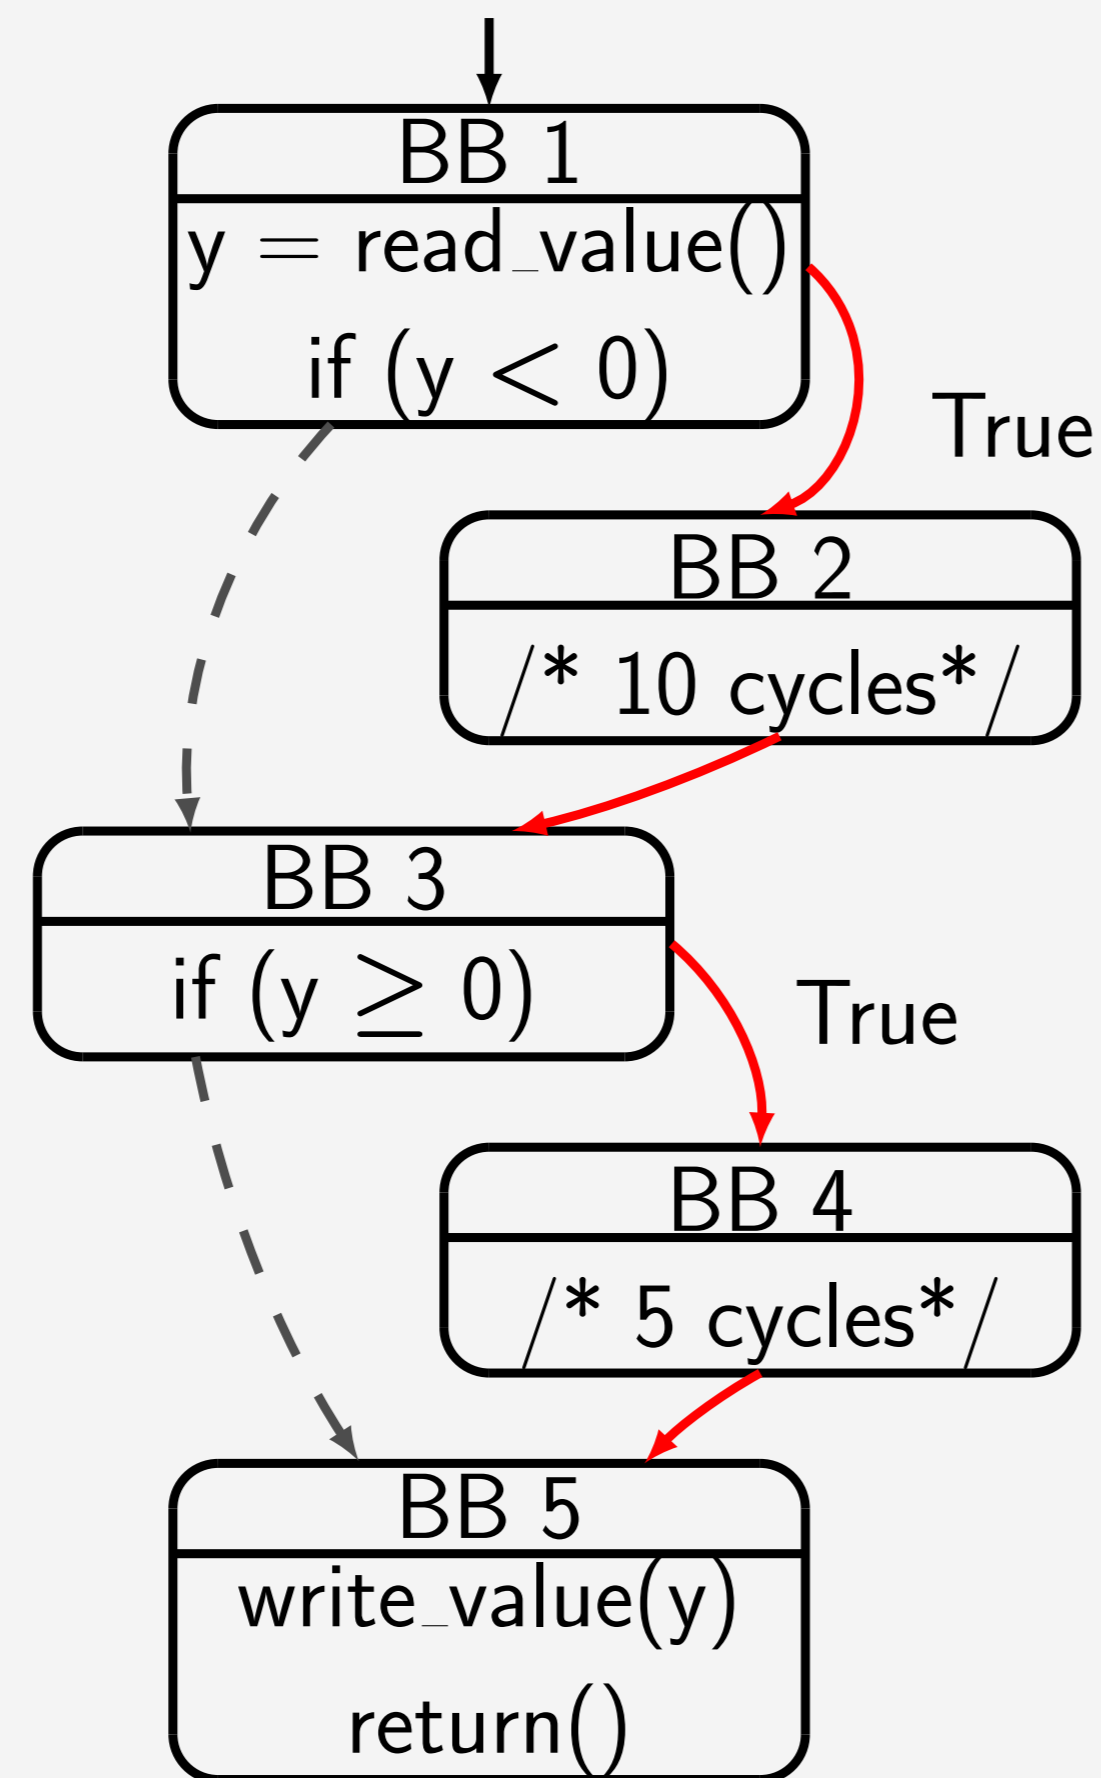 BB 1
y = read_value()
if (y < 0)
True
BB 2
/* 10 cycles*/
BB 3
if (y ≥ 0)
True
BB 4
/* 5 cycles*/
BB 5
write_value(y)
return()